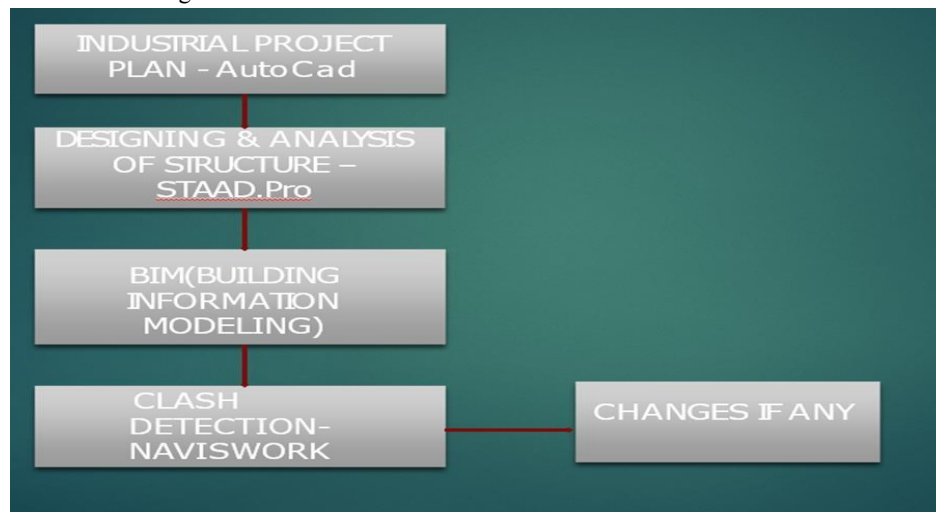 INDUSTRIAL PROJECT
PLAN - AutoCad
DESIGNING & ANALYSIS
OF STRUCTURE –
STAAD.Pro
BIM(BUILDING
INFORMATION
MODELING)
CLASH
DETECTION-
NAVISWORK
CHANGES IF ANY